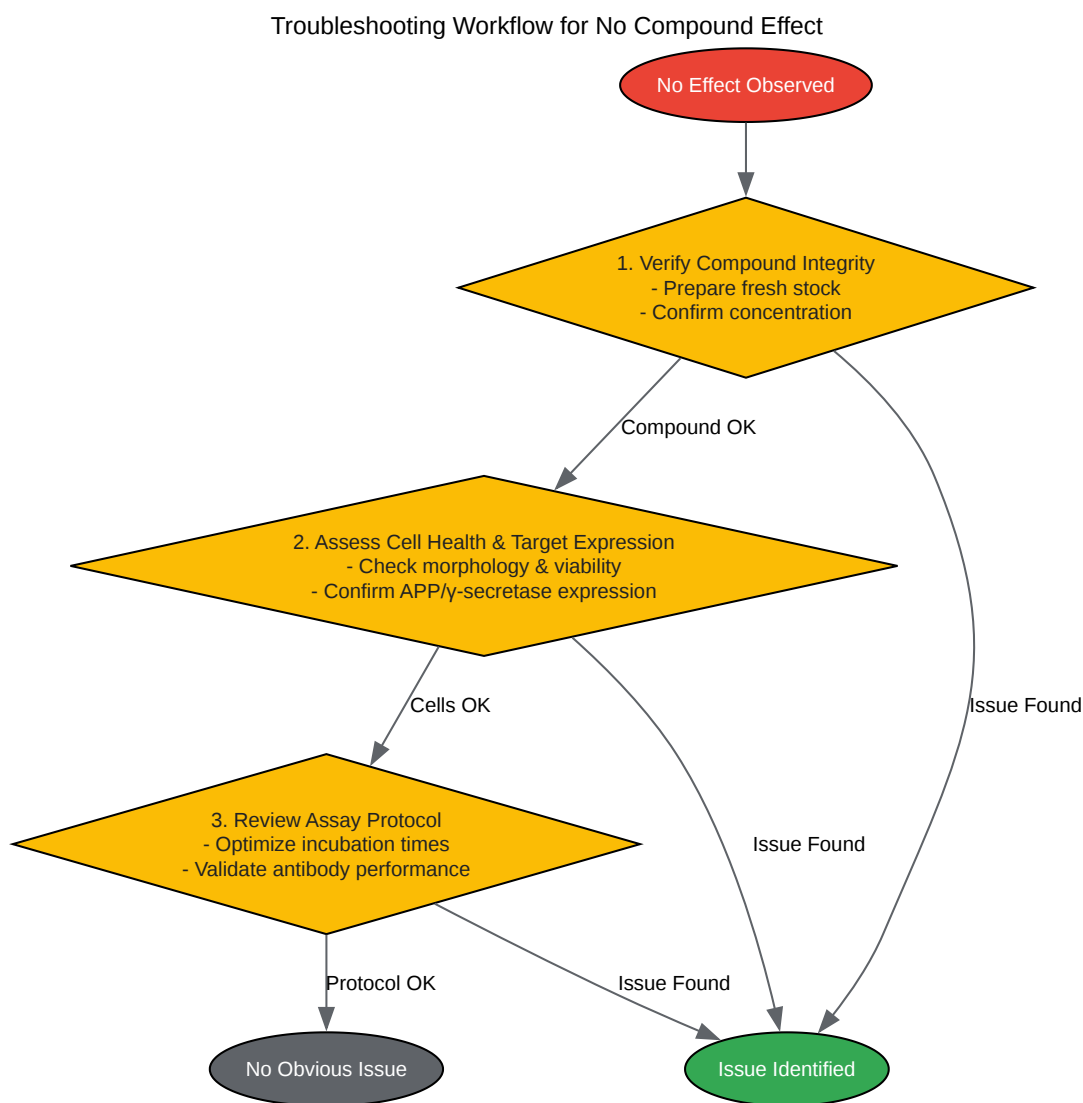 Troubleshooting Workflow for No Compound Effect
No Effect Observed
1. Verify Compound Integrity
- Prepare fresh stock
- Confirm concentration
Compound OK
2. Assess Cell Health & Target Expression
- Check morphology & viability
- Confirm APP/γ-secretase expression
Cells OK
Issue Found
3. Review Assay Protocol
- Optimize incubation times
- Validate antibody performance
Issue Found
Protocol OK
Issue Found
No Obvious Issue
Issue Identified